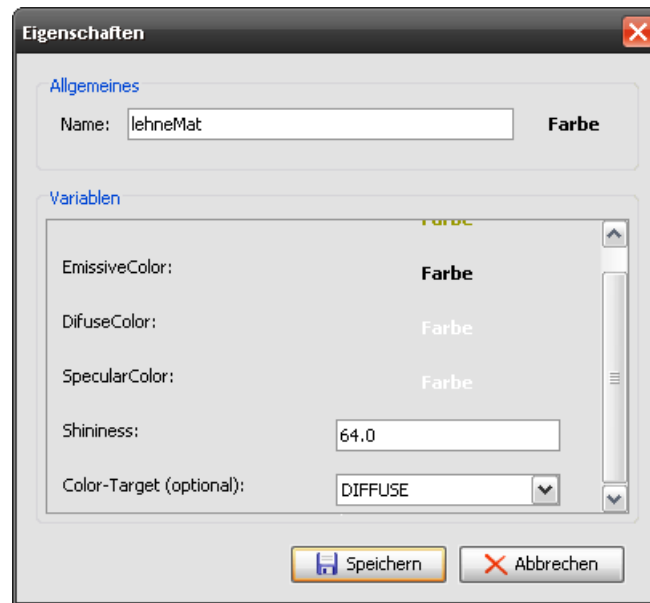 Eigenschaften
Allgemeines
Name: lehneMat Farbe
Variablen
Farbe
EmissiveColor: Farbe
DifuseColor: Farbe
SpecularColor: Farbe
Shininess: 64.0
Color-Target (optional): DIFFUSE
Speichern Abbrechen